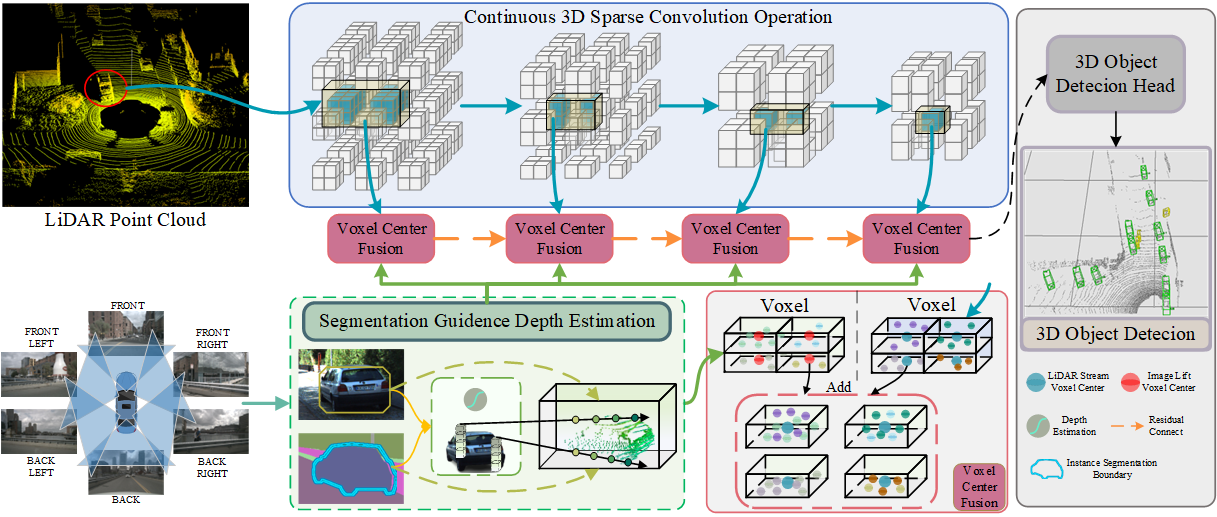 Continuous 3D Sparse Convolution Operation
LiDAR Point Cloud
3D Object
Detecion Head
Voxel Center
Fusion
Voxel Center
Fusion
Voxel Center
Fusion
Voxel Center
Fusion
3D Object Detecion
FRONT
FRONT
LEFT
FRONT
RIGHT
BACK
LEFT
BACK
RIGHT
BACK
Segmentation Guidence Depth Estimation
Voxel
Voxel
Add
Voxel
Center
Fusion
LiDAR Stream
Voxel Center
Image Lift
Voxel Center
Depth
Estimation
Residual
Connect
Instance Segmentation
Boundary